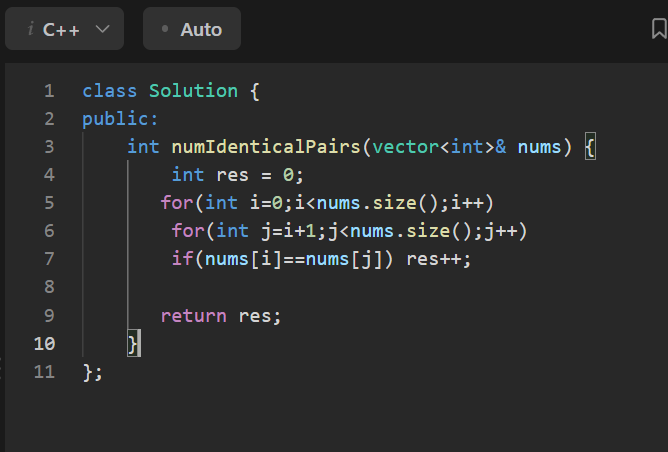 i C++ Auto
1 class Solution {
2 public:
3     int numIdenticalPairs(vector<int>& nums) {
4         int res = 0;
5        for(int i=0;i<nums.size();i++)
6         for(int j=i+1;j<nums.size();j++)
7         if(nums[i]==nums[j]) res++;
8
9        return res;
10     }
11 };